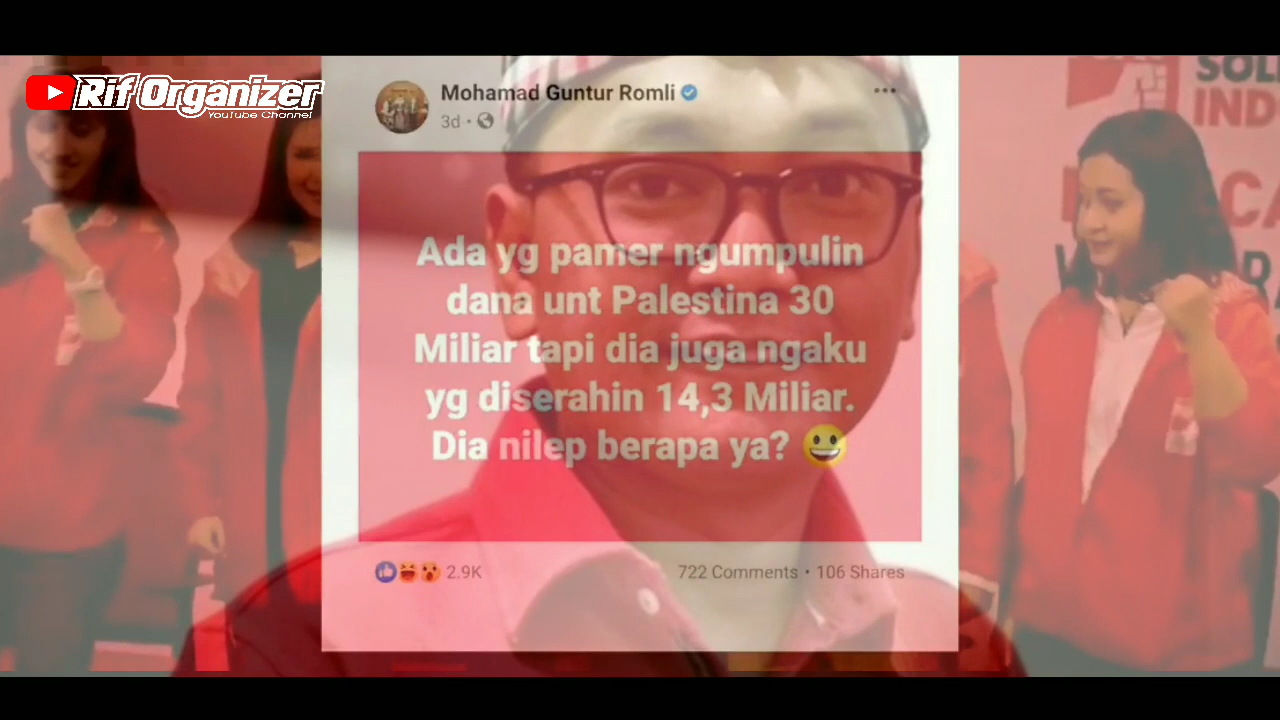 Rif Organizer
YouTube Channel
Mohamad Guntur Romli
3d
Ada yg pamer ngumpulin
dana unt Palestina 30
Miliar tapi dia juga ngaku
yg diserahin 14,3 Miliar.
Dia nilep berapa ya? 😀
2.9K
722 Comments • 106 Shares
SOL
IND